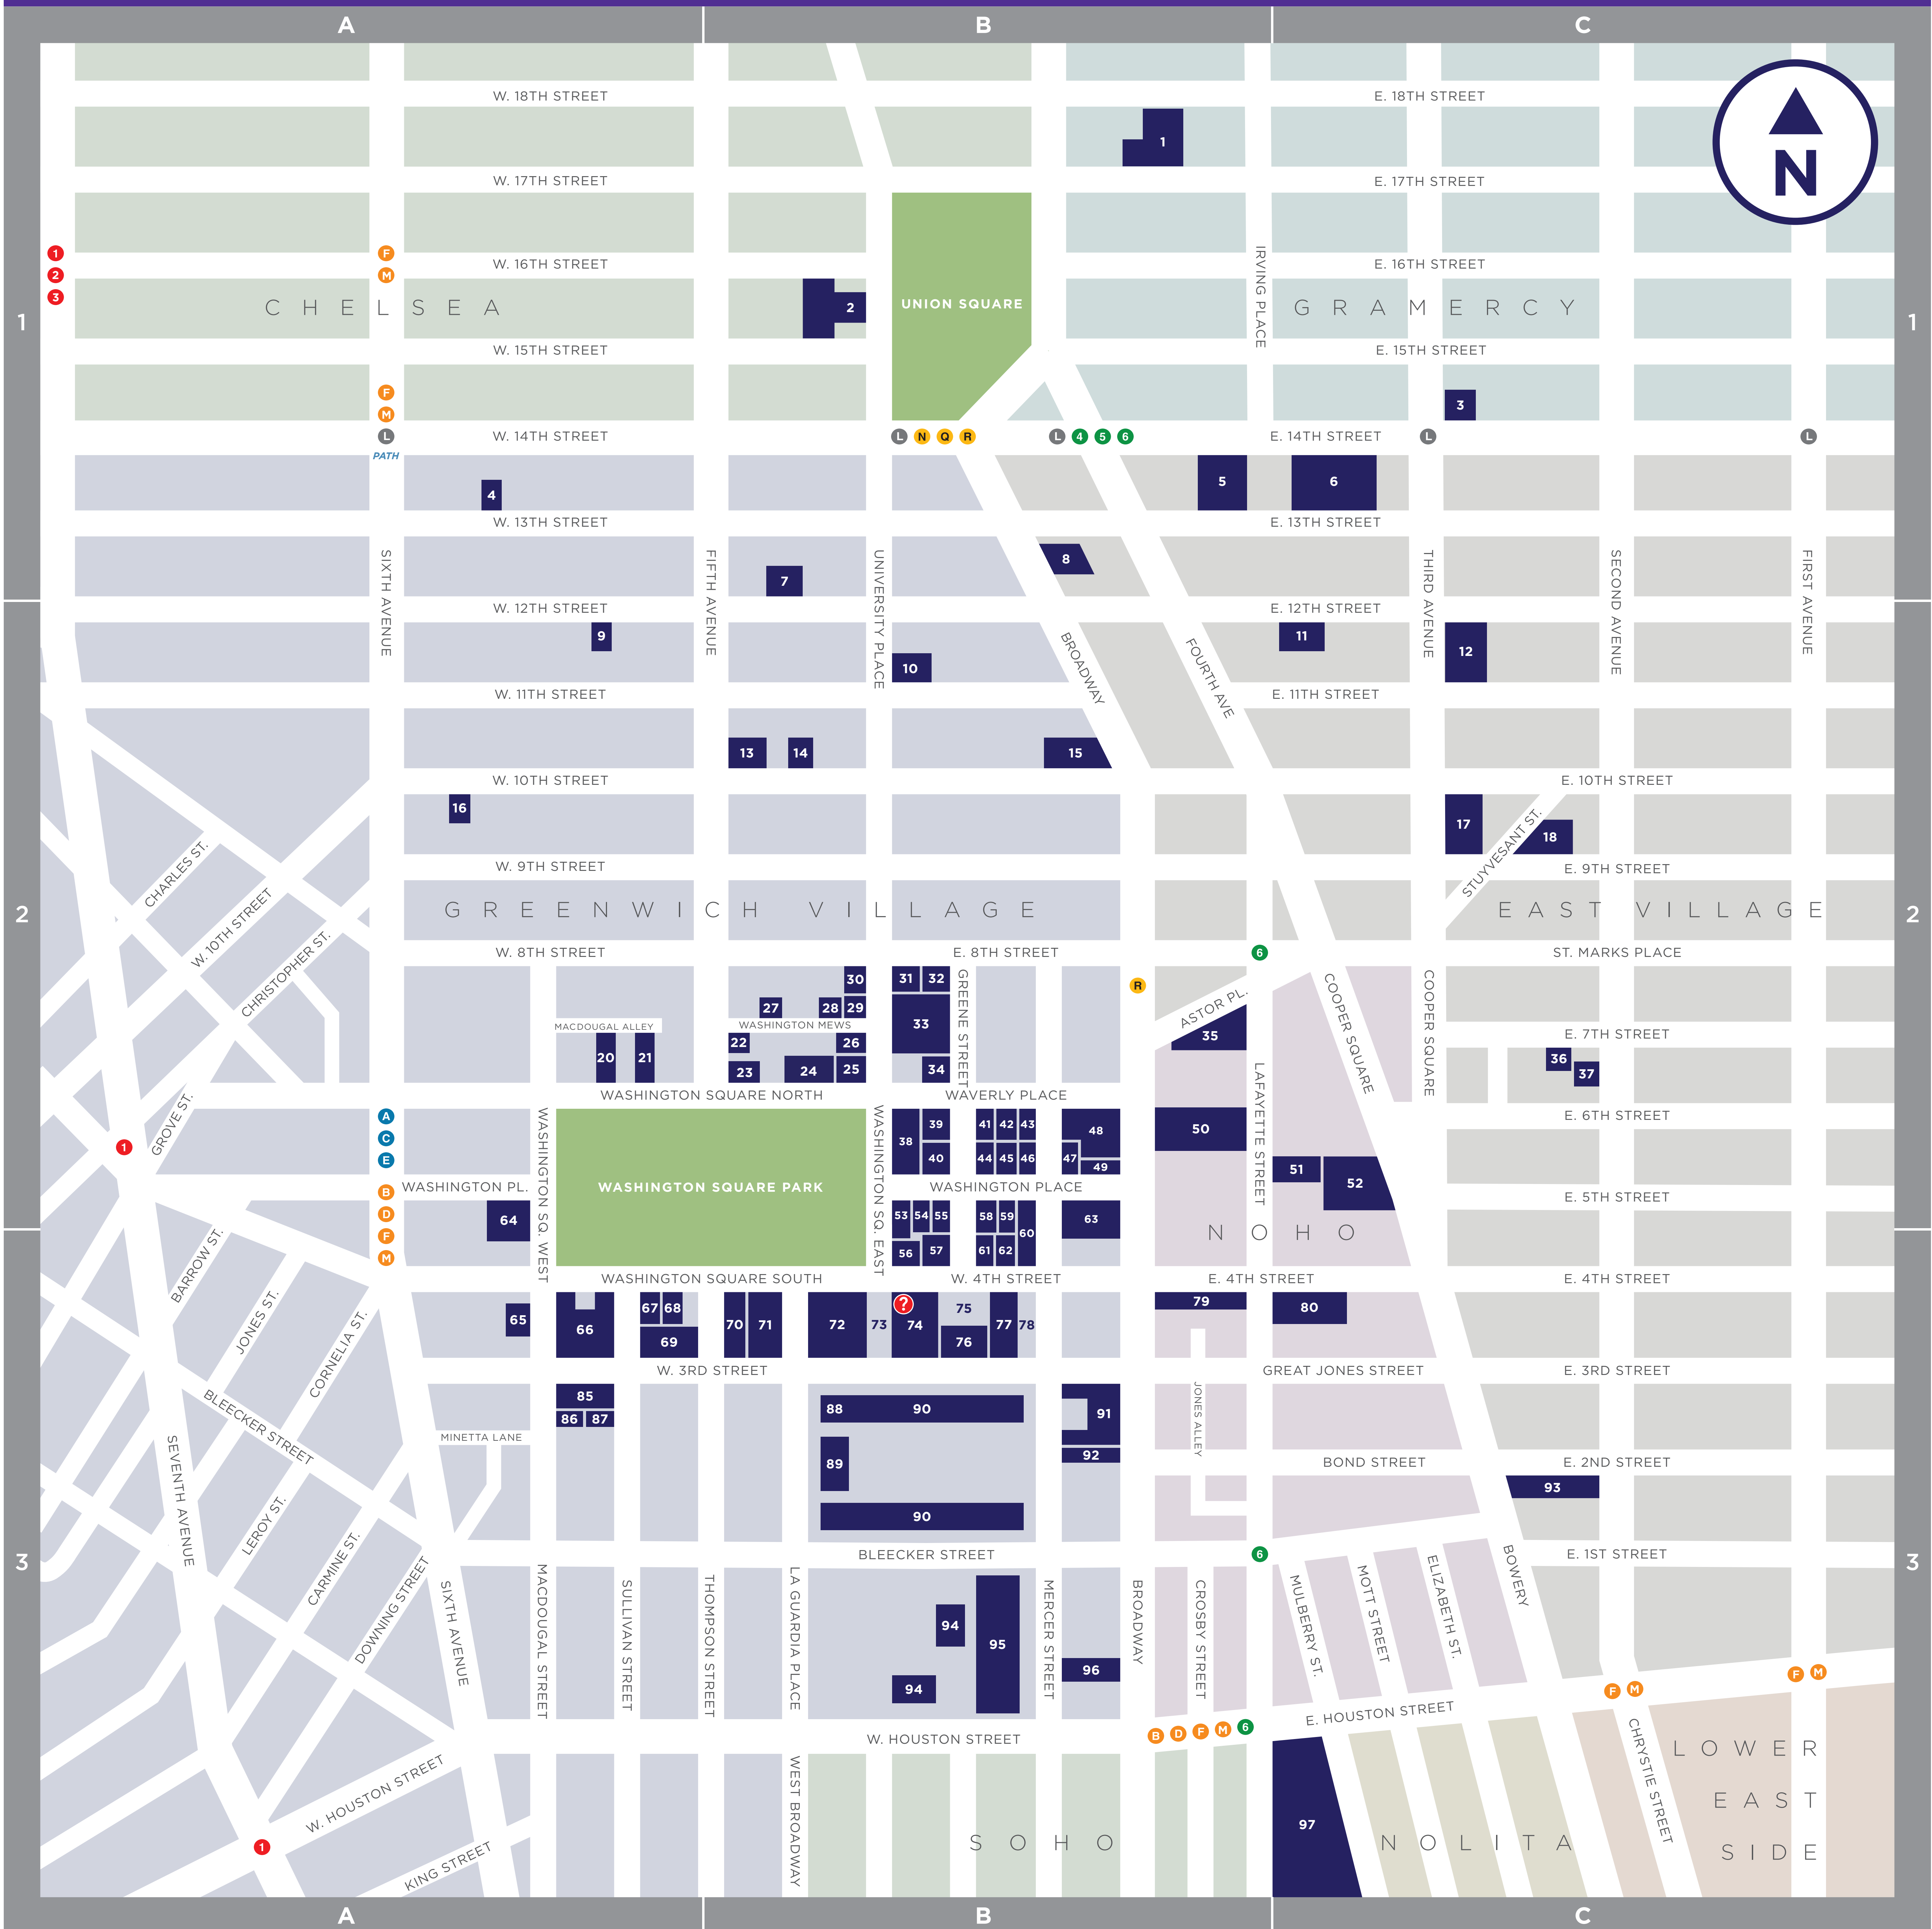 A
B
C
W. 18TH STREET
E. 18TH STREET
1
N
W. 17TH STREET
E. 17TH STREET
1
F
IRVING PLACE
W. 16TH STREET
E. 16TH STREET
2
M
3
CHELSEA
2
UNION SQUARE
GRAMERCY
1
1
W. 15TH STREET
E. 15TH STREET
F
M
3
L
W. 14TH STREET
L
N
Q
R
L
4
5
6
E. 14TH STREET
L
L
PATH
4
5
6
W. 13TH STREET
E. 13TH STREET
SIXTH AVENUE
FIFTH AVENUE
UNIVERSITY PLACE
THIRD AVENUE
SECOND AVENUE
FIRST AVENUE
8
7
W. 12TH STREET
E. 12TH STREET
9
11
BROADWAY
FOURTH AVE
12
10
W. 11TH STREET
E. 11TH STREET
13
14
15
W. 10TH STREET
E. 10TH STREET
16
17
18
STUYVESANT ST.
CHARLES ST.
W. 9TH STREET
E. 9TH STREET
W. 10TH STREET
2
GREENWICH VILLAGE
EAST VILLAGE
2
CHRISTOPHER ST.
W. 8TH STREET
E. 8TH STREET
6
ST. MARKS PLACE
30
31
32
GREENE STREET
R
COOPER SQUARE
COOPER SQUARE
27
28
29
ASTOR PL.
MACDOUGAL ALLEY
WASHINGTON MEWS
33
35
E. 7TH STREET
20
21
22
26
36
23
24
25
34
37
LAFAYETTE STREET
WASHINGTON SQUARE NORTH
WAVERLY PLACE
GROVE ST.
A
E. 6TH STREET
WASHINGTON SQ. WEST
WASHINGTON SQ. EAST
38
39
41
42
43
48
50
1
C
E
40
44
45
46
47
49
51
52
WASHINGTON PL.
WASHINGTON SQUARE PARK
WASHINGTON PLACE
B
E. 5TH STREET
D
64
53
54
55
58
59
60
63
NOHO
F
56
57
61
62
M
BARROW ST.
WASHINGTON SQUARE SOUTH
W. 4TH STREET
E. 4TH STREET
E. 4TH STREET
JONES ST.
CORNELIA ST.
65
66
67
68
69
70
71
72
73
?
74
75
76
77
78
79
80
W. 3RD STREET
GREAT JONES STREET
E. 3RD STREET
BLEECKER STREET
85
86
87
88
90
91
JONES ALLEY
MINETTA LANE
89
92
BOND STREET
E. 2ND STREET
93
SEVENTH AVENUE
LEROY ST.
90
3
CARMINE ST.
BLEECKER STREET
6
E. 1ST STREET
3
DOWNING STREET
SIXTH AVENUE
MACDOUGAL STREET
SULLIVAN STREET
THOMPSON STREET
LA GUARDIA PLACE
94
95
MERCER STREET
BROADWAY
CROSBY STREET
MULBERRY ST.
MOTT STREET
ELIZABETH ST.
BOWERY
94
96
F
M
F
M
E. HOUSTON STREET
W. HOUSTON STREET
B
D
F
M
6
CHRYSTIE STREET
LOWER
EAST
SIDE
WEST BROADWAY
W. HOUSTON STREET
1
KING STREET
SOHO
97
NOLITA
A
B
C